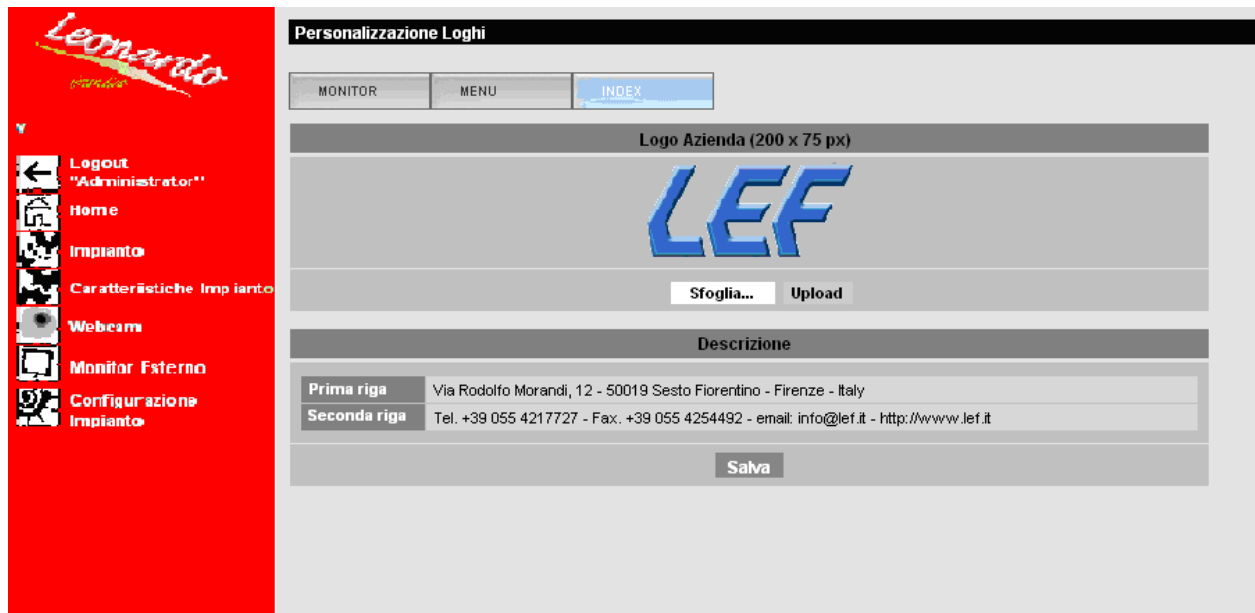 Leonardo
Personalizzazione Loghi
MONITOR
MENU
INDEX
Logo Azienda (200 x 75 px)
LEF
Sfoglia...
Upload
Descrizione
Prima riga
Via Rodolfo Morandi, 12 - 50019 Sesto Fiorentino - Firenze - Italy
Seconda riga
Tel. +39 055 4217727 - Fax. +39 055 4254492 - email: info@lef.it - http://www.lef.it
Salva
Logout
"Administrator"
Home
Impianto
Caratteristiche Impianto
Webcam
Monitor Esterno
Configurazione
Impianto